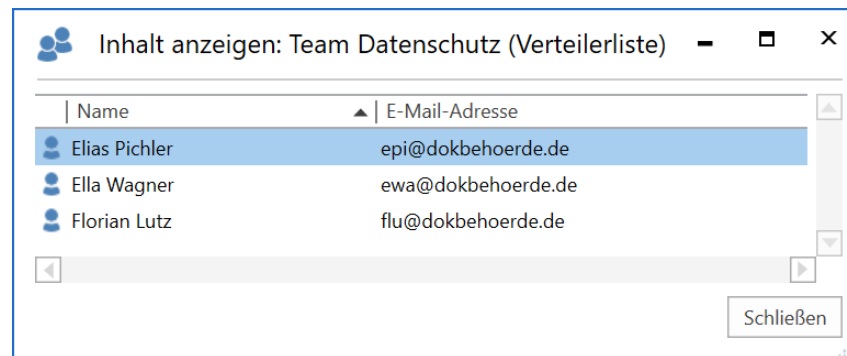 Inhalt anzeigen: Team Datenschutz (Verteilerliste)
Name E-Mail-Adresse
Elias Pichler epi@dokbehoerde.de
Ella Wagner ewa@dokbehoerde.de
Florian Lutz flu@dokbehoerde.de
Schließen